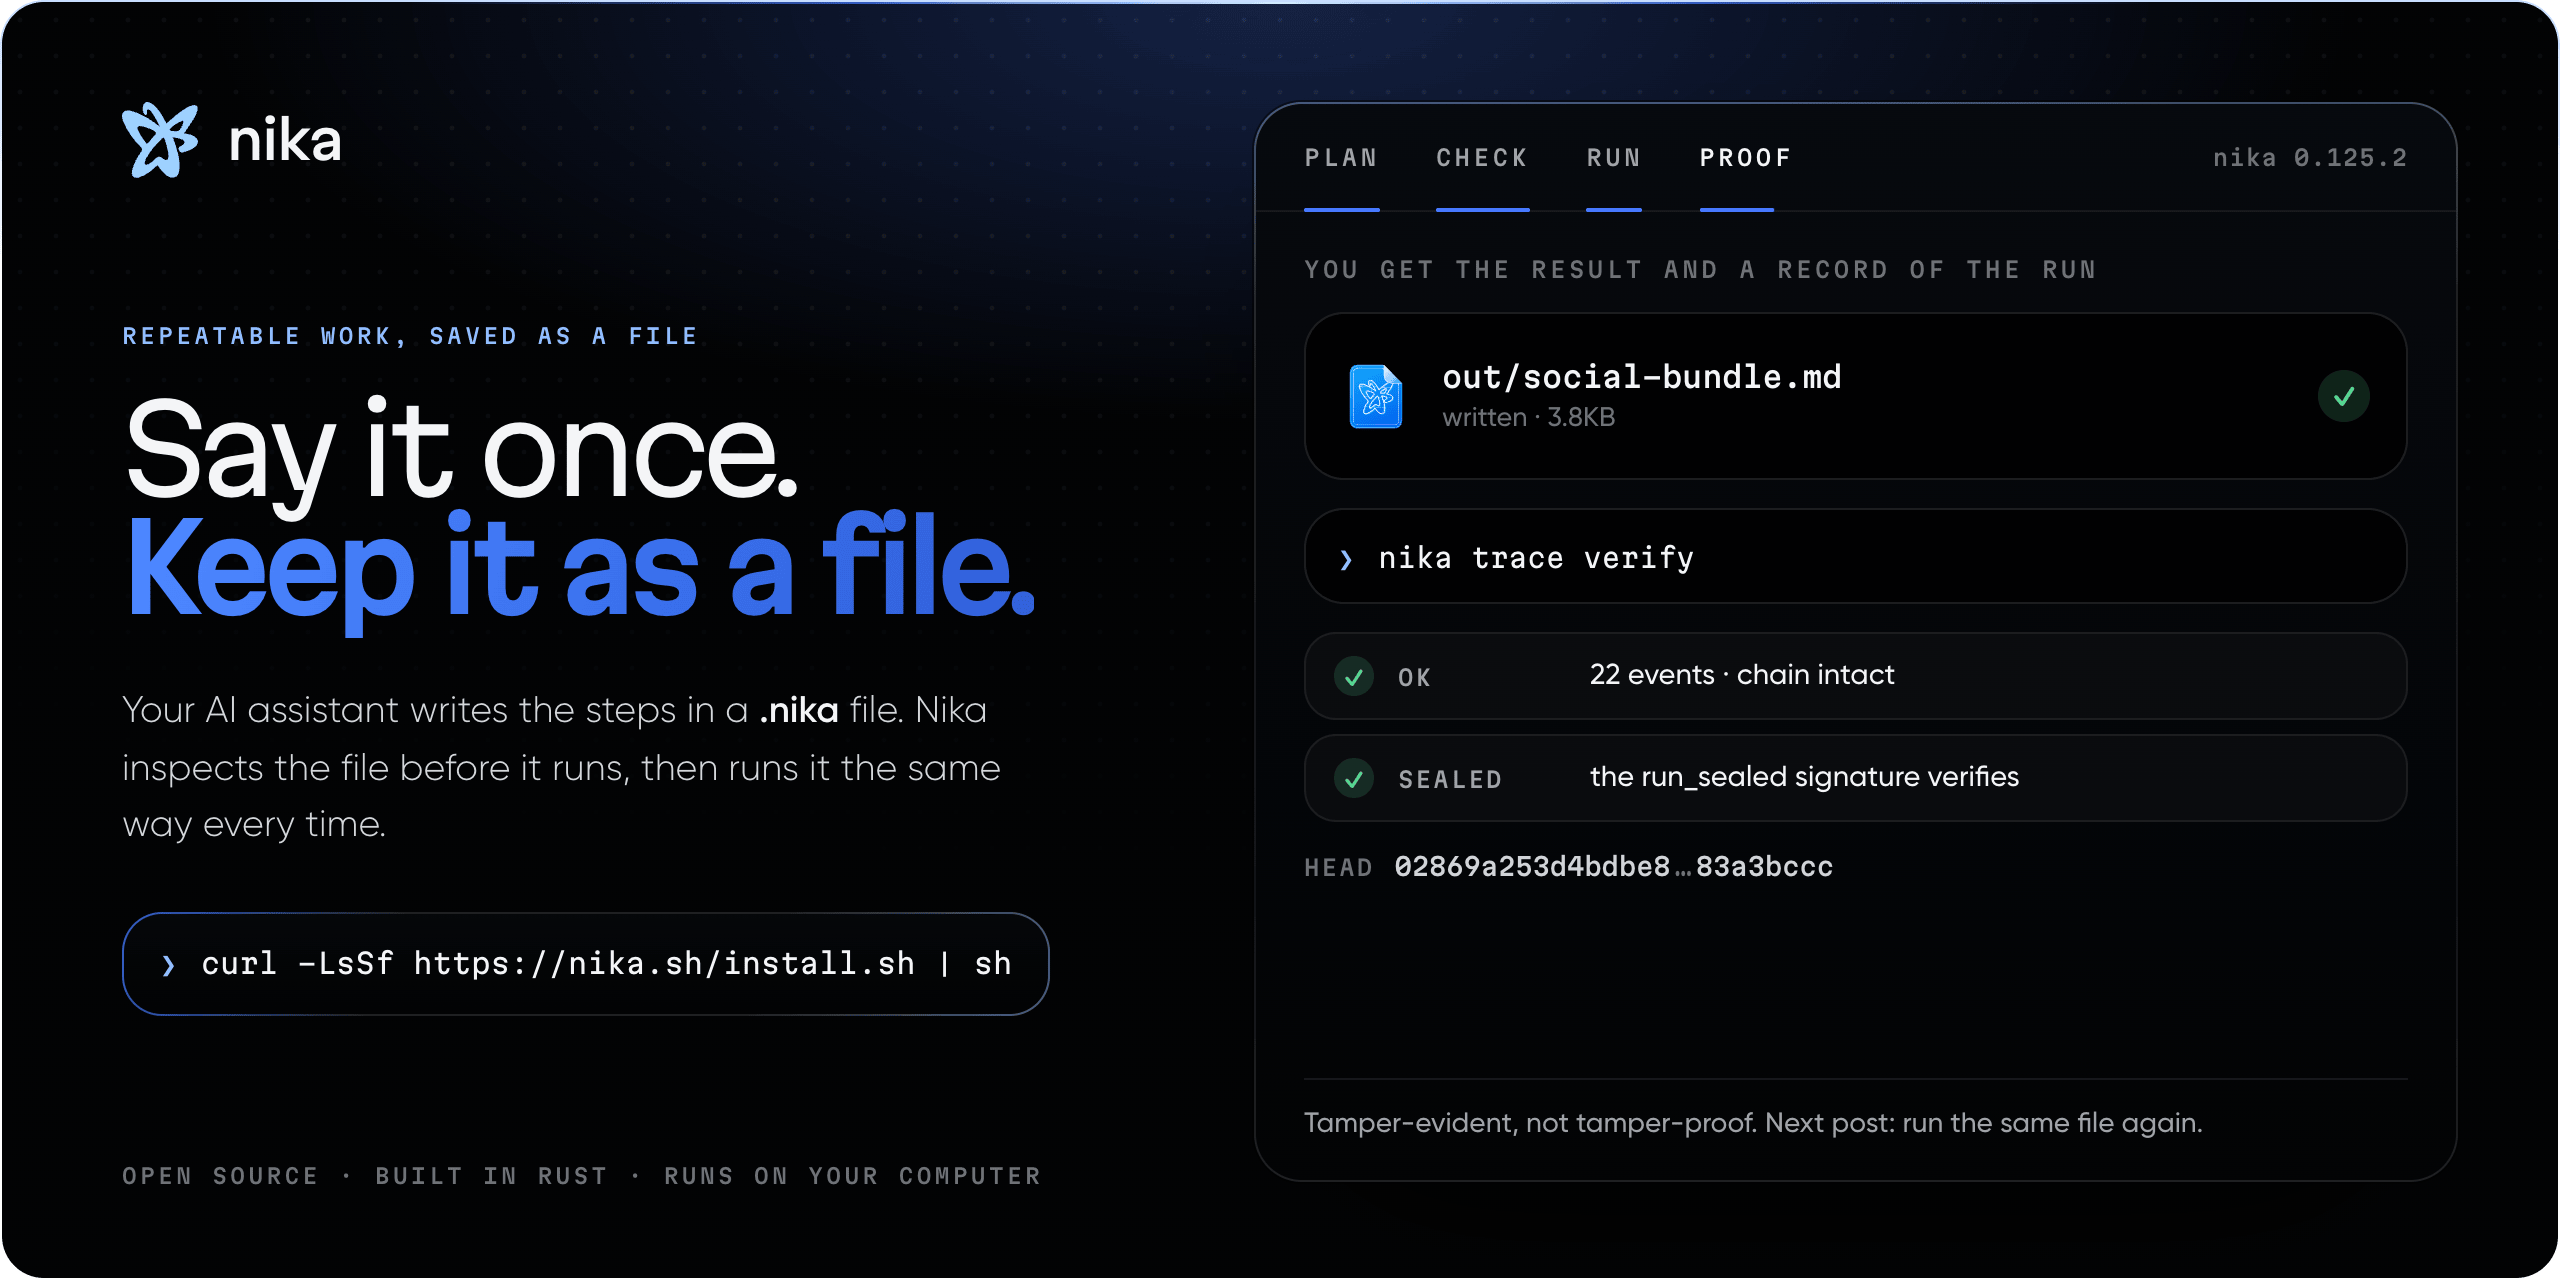 nika
REPEATABLE WORK, SAVED AS A FILE
Say it once.
Keep it as a file.
Your AI assistant writes the steps in a .nika file. Nika
inspects the file before it runs, then runs it the same
way every time.
❯ curl -LsSf https://nika.sh/install.sh | sh
OPEN SOURCE · BUILT IN RUST · RUNS ON YOUR COMPUTER
PLAN CHECK RUN PROOF nika 0.125.2
YOU GET THE RESULT AND A RECORD OF THE RUN
out/social-bundle.md
written · 3.8KB
❯ nika trace verify
OK 22 events · chain intact
SEALED the run_sealed signature verifies
HEAD 02869a253d4bdbe8…83a3bccc
Tamper-evident, not tamper-proof. Next post: run the same file again.